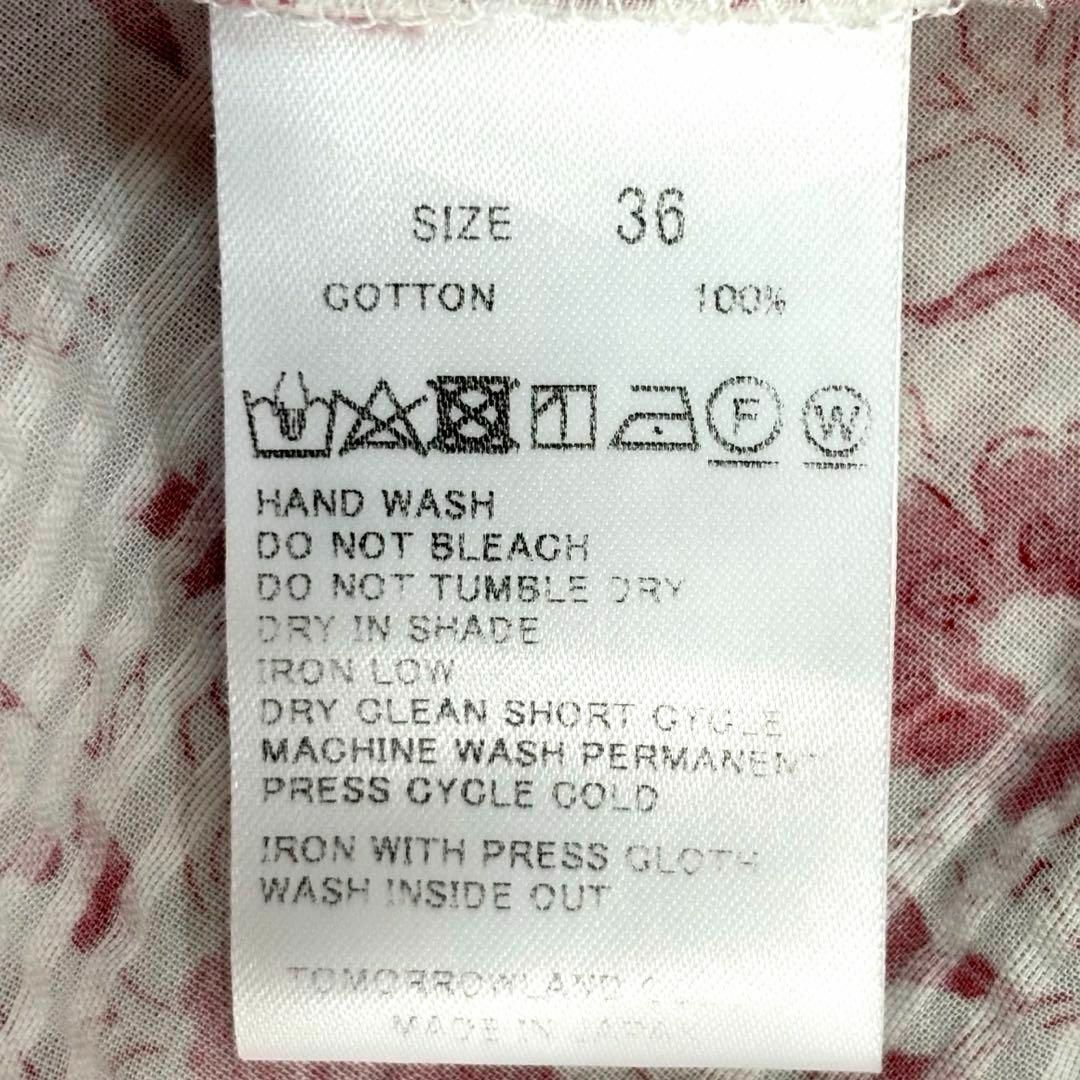 SIZE 36
COTTON 100%
F W
HAND WASH
DO NOT BLEACH
DO NOT TUMBLE DRY
DRY IN SHADE
IRON LOW
DRY CLEAN SHORT CYCLE
MACHINE WASH PERMANENT
PRESS CYCLE COLD
IRON WITH PRESS CLOTH
WASH INSIDE OUT
TOMORROWLAND
MADE IN JAPAN